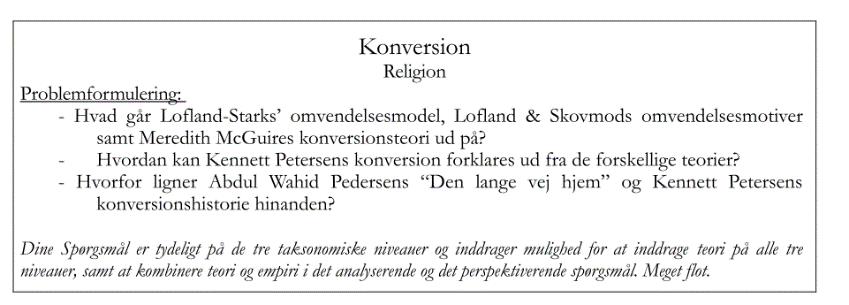 Konversion
Religion
Problemformulering:
- Hvad går Lofland-Starks’ omvendelsesmodel, Lofland & Skovmods omvendelsesmotiver
samt Meredith McGuires konversionsteori ud på?
- Hvordan kan Kennett Petersens konversion forklares ud fra de forskellige teorier?
- Hvorfor ligner Abdul Wahid Pedersens “Den lange vej hjem” og Kennett Petersens
konversionshistorie hinanden?
Dine Spørgsmål er tydeligt på de tre taksonomiske niveauer og inddrager mulighed for at inddrage teori på alle tre
niveauer, samt at kombinere teori og empiri i det analyserende og det perspektiverende spørgsmål. Meget flot.